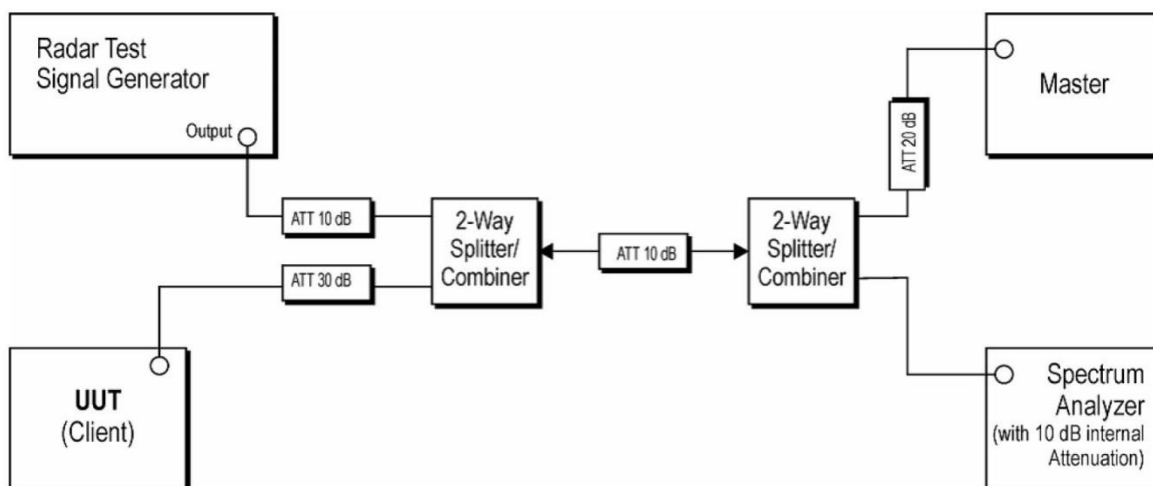 Radar Test
Signal Generator
Output
ATT 10 dB
ATT 30 dB
UUT
(Client)
2-Way
Splitter/
Combiner
ATT 10 dB
2-Way
Splitter/
Combiner
ATT 20 dB
Master
Spectrum
Analyzer
(with 10 dB internal
Attenuation)